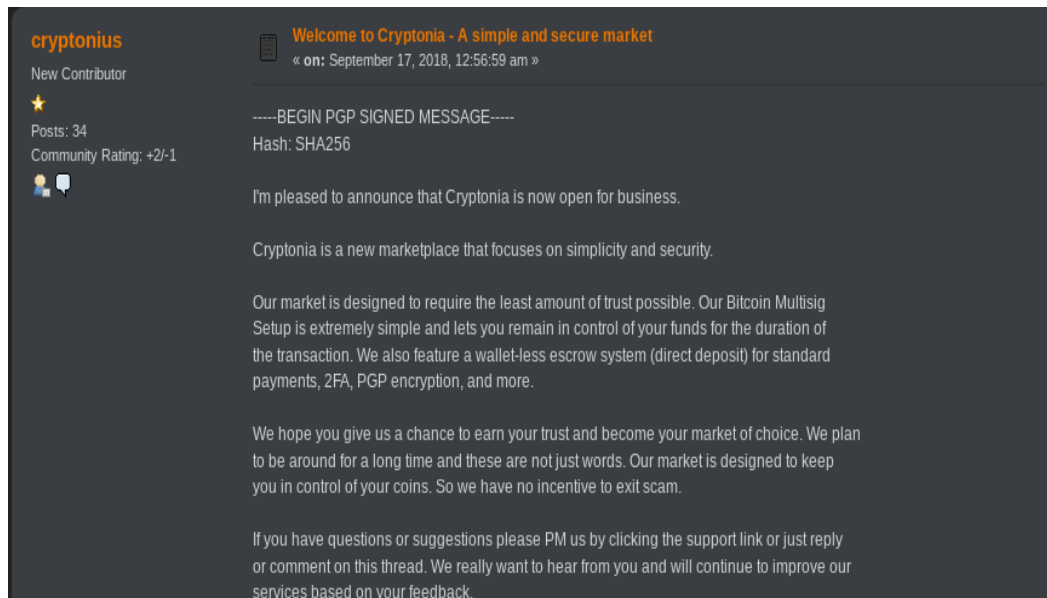 cryptonius
New Contributor
Posts: 34
Community Rating: +2/-1
Welcome to Cryptonia - A simple and secure market
« on: September 17, 2018, 12:56:59 am »
-----BEGIN PGP SIGNED MESSAGE-----
Hash: SHA256
I'm pleased to announce that Cryptonia is now open for business.
Cryptonia is a new marketplace that focuses on simplicity and security.
Our market is designed to require the least amount of trust possible. Our Bitcoin Multisig
Setup is extremely simple and lets you remain in control of your funds for the duration of
the transaction. We also feature a wallet-less escrow system (direct deposit) for standard
payments, 2FA, PGP encryption, and more.
We hope you give us a chance to earn your trust and become your market of choice. We plan
to be around for a long time and these are not just words. Our market is designed to keep
you in control of your coins. So we have no incentive to exit scam.
If you have questions or suggestions please PM us by clicking the support link or just reply
or comment on this thread. We really want to hear from you and will continue to improve our
services based on your feedback.